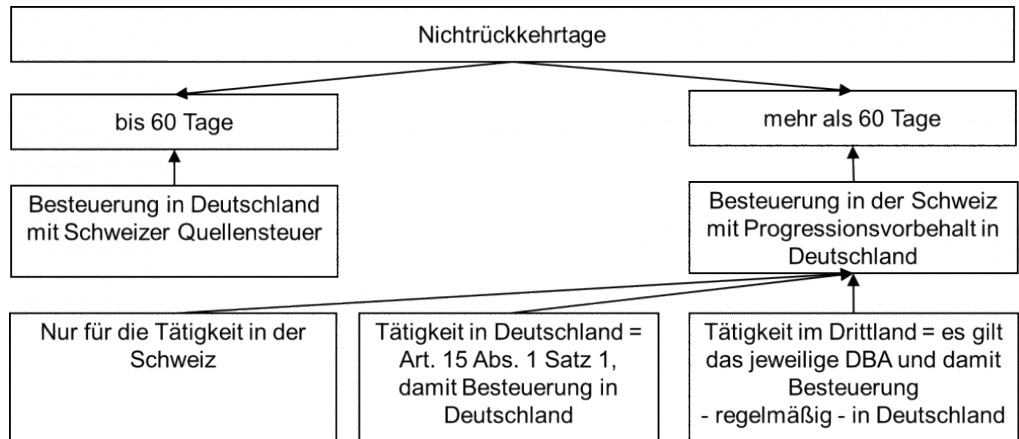 Nichtrückkehrtage
bis 60 Tage
mehr als 60 Tage
Besteuerung in Deutschland
mit Schweizer Quellensteuer
Besteuerung in der Schweiz
mit Progressionsvorbehalt in
Deutschland
Nur für die Tätigkeit in der
Schweiz
Tätigkeit in Deutschland =
Art. 15 Abs. 1 Satz 1,
damit Besteuerung in
Deutschland
Tätigkeit im Drittland = es gilt
das jeweilige DBA und damit
Besteuerung
- regelmäßig - in Deutschland